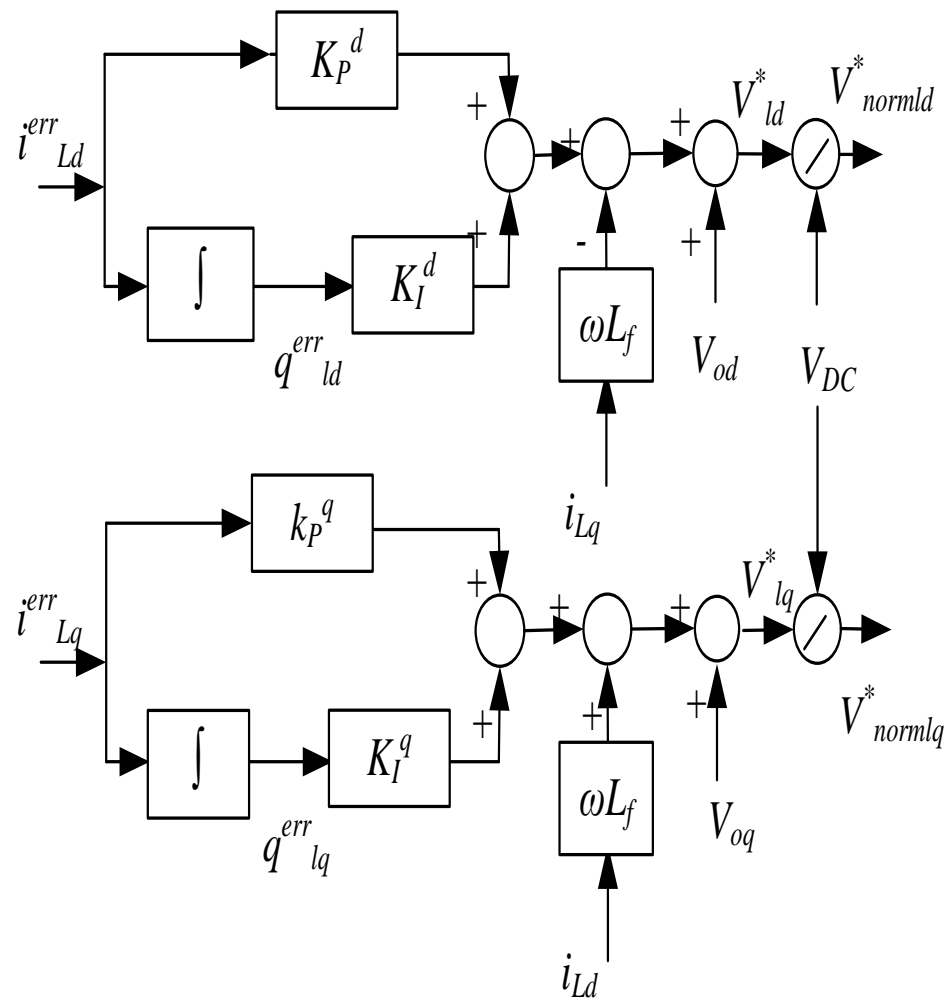 i^err_Ld
K_P^d
∫
q^err_ld
K_I^d
+
+
+
-
ωL_f
i_Lq
+
+
V_od
V^*_ld
V^*_normld
V_DC
i^err_Lq
k_P^q
∫
q^err_lq
K_I^q
+
+
+
+
ωL_f
i_Ld
+
+
V_oq
V^*_lq
V^*_normlq